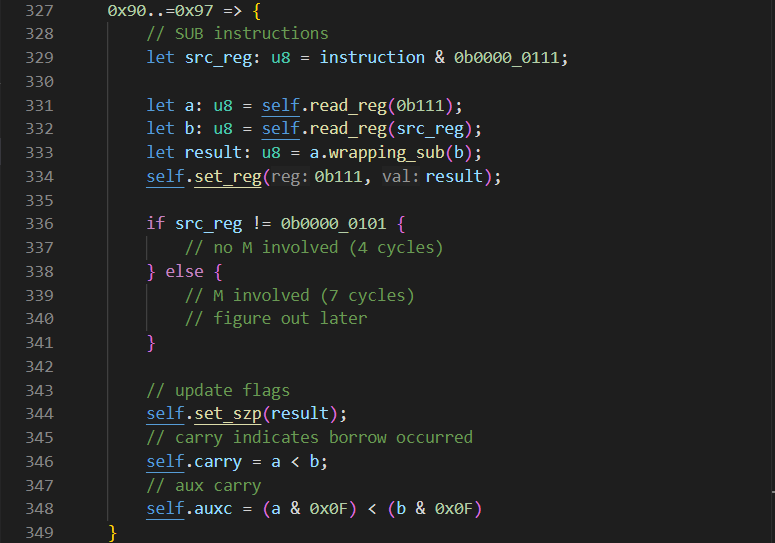 327 0x90..=0x97 => {
328 // SUB instructions
329 let src_reg: u8 = instruction & 0b0000_0111;
330
331 let a: u8 = self.read_reg(0b111);
332 let b: u8 = self.read_reg(src_reg);
333 let result: u8 = a.wrapping_sub(b);
334 self.set_reg(reg: 0b111, val: result);
335
336 if src_reg != 0b0000_0101 {
337 // no M involved (4 cycles)
338 } else {
339 // M involved (7 cycles)
340 // figure out later
341 }
342
343 // update flags
344 self.set_szp(result);
345 // carry indicates borrow occurred
346 self.carry = a < b;
347 // aux carry
348 self.auxc = (a & 0x0F) < (b & 0x0F)
349 }